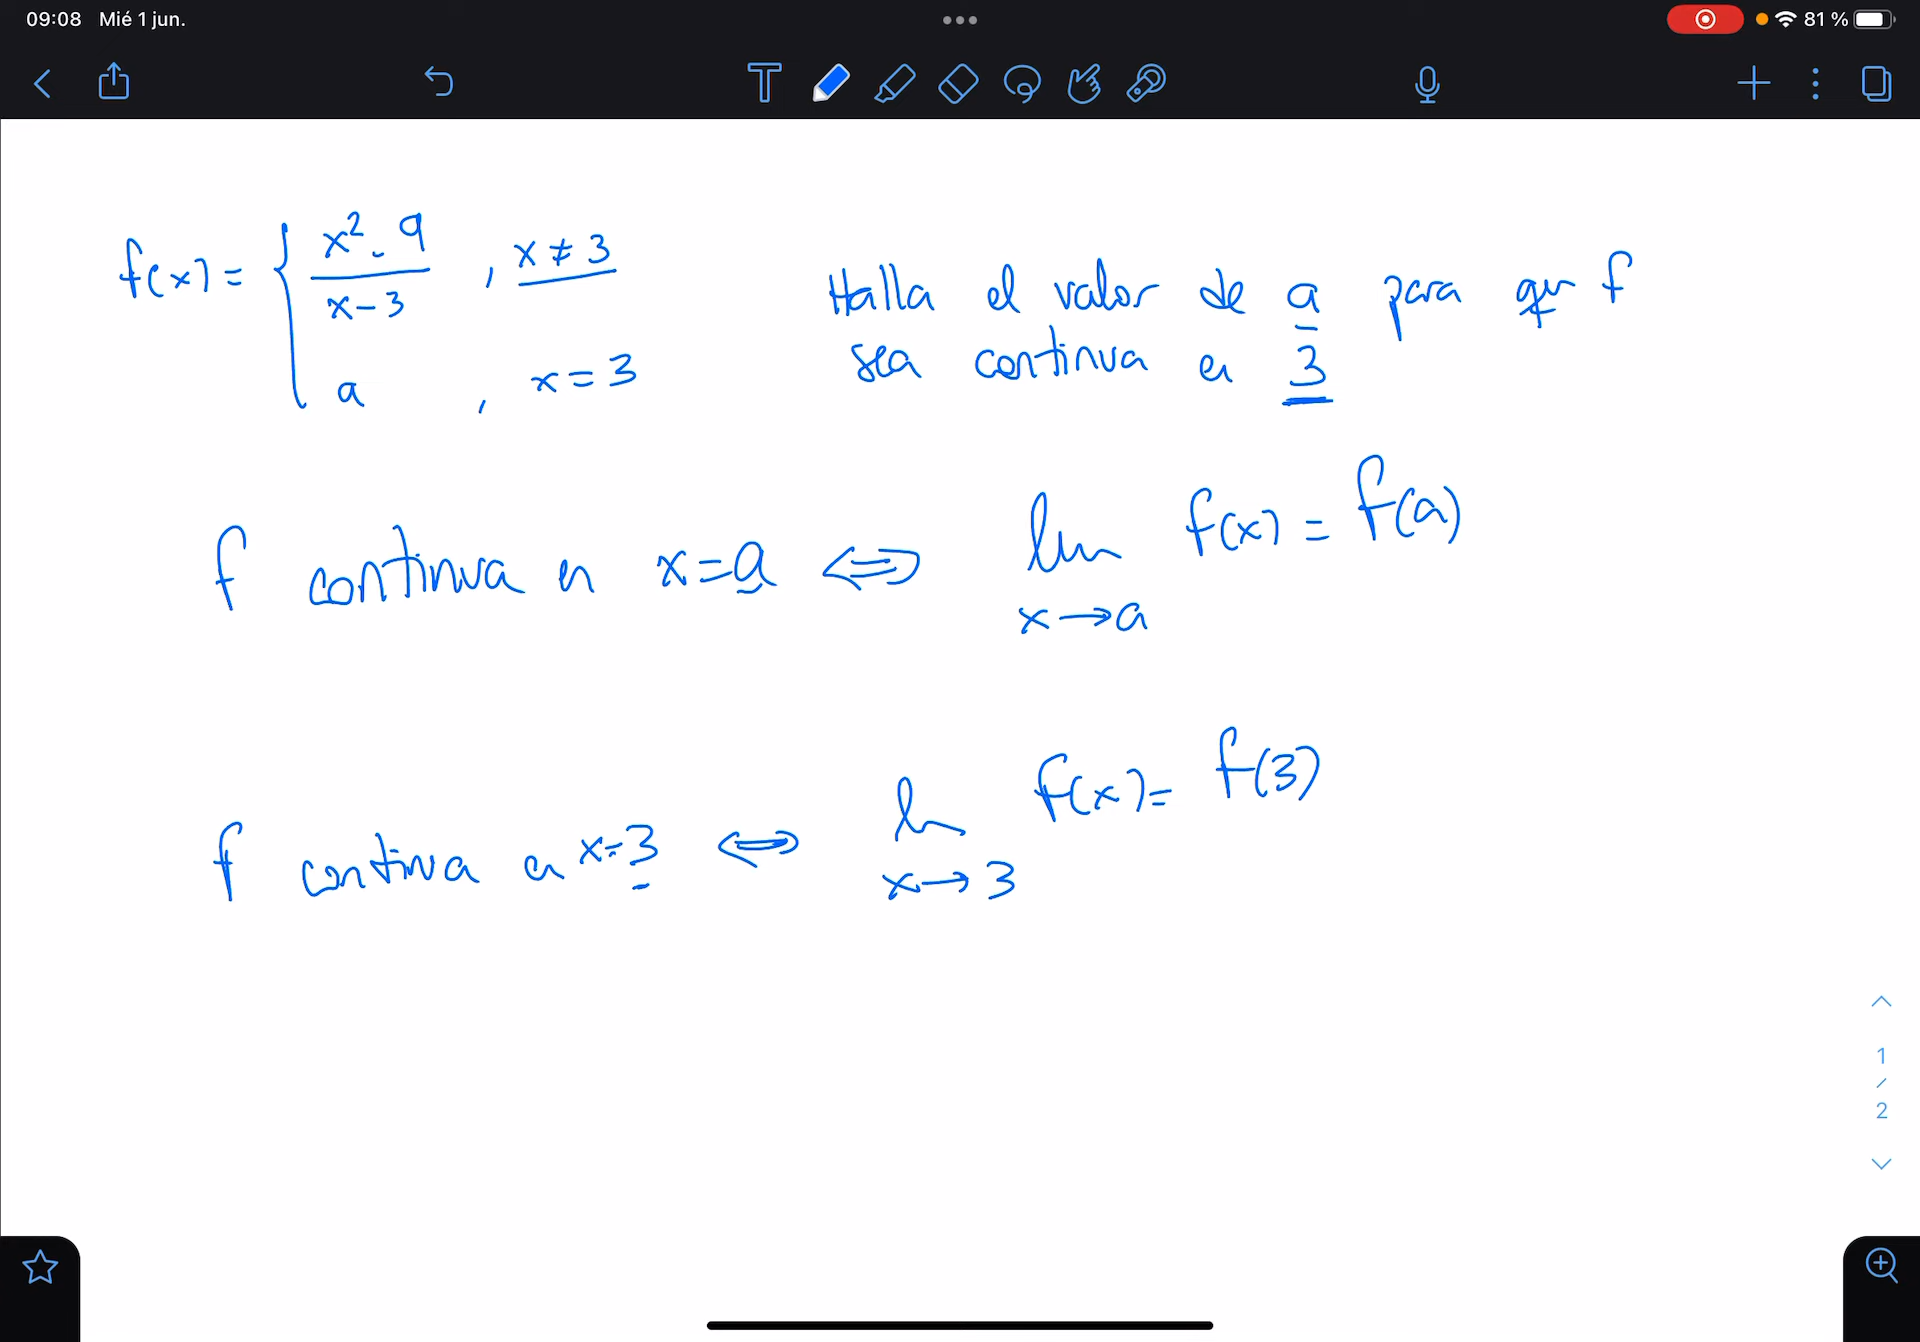 09:08 Mié 1 jun.
81 %
f(x) = { x² - 9 / x - 3 , x ≠ 3
a , x = 3
Halla el valor de a para que f
sea continua en 3
f continua en x = a ⇔ lim f(x) = f(a)
x → a
f continua en x = 3 ⇔ lim f(x) = f(3)
x → 3
1
/
2